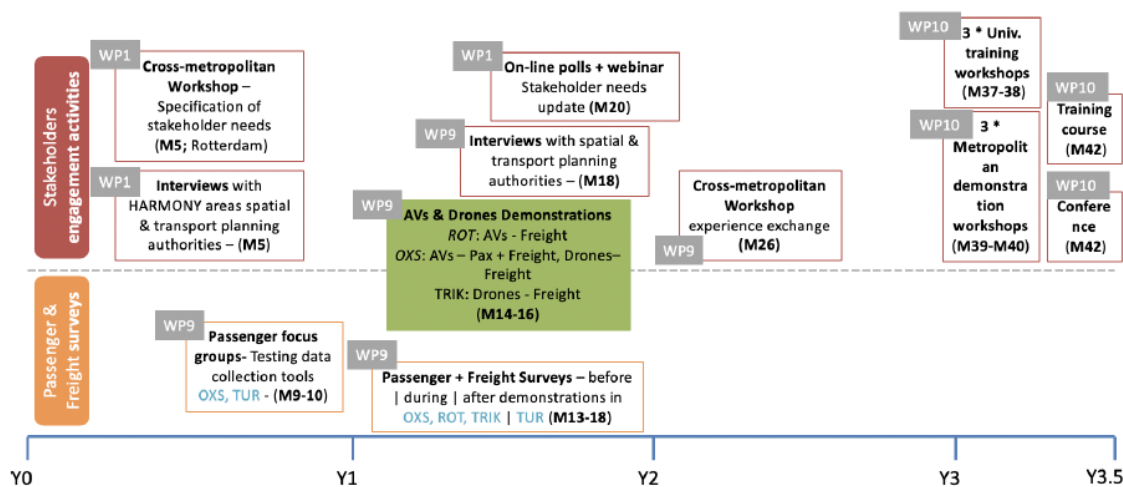 Stakeholders
engagement activities
WP1
Cross-metropolitan
Workshop –
Specification of
stakeholder needs
(M5; Rotterdam)
WP1
Interviews with
HARMONY areas spatial
& transport planning
authorities – (M5)
WP1
On-line polls + webinar
Stakeholder needs
update (M20)
WP9
Interviews with spatial &
transport planning
authorities – (M18)
WP9
AVs & Drones Demonstrations
ROT: AVs - Freight
OXS: AVs – Pax + Freight, Drones–
Freight
TRIK: Drones - Freight
(M14-16)
Cross-metropolitan
Workshop
experience exchange
(M26)
WP9
WP10
3 * Univ.
training
workshops
(M37-38)
WP10
3 *
Metropolit
an
demonstra
tion
workshops
(M39-M40)
WP10
Training
course
(M42)
WP10
Confere
nce
(M42)
Passenger &
Freight surveys
WP9
Passenger focus
groups- Testing data
collection tools
OXS, TUR - (M9-10)
WP9
Passenger + Freight Surveys – before
| during | after demonstrations in
OXS, ROT, TRIK | TUR (M13-18)
Y0
Y1
Y2
Y3
Y3.5